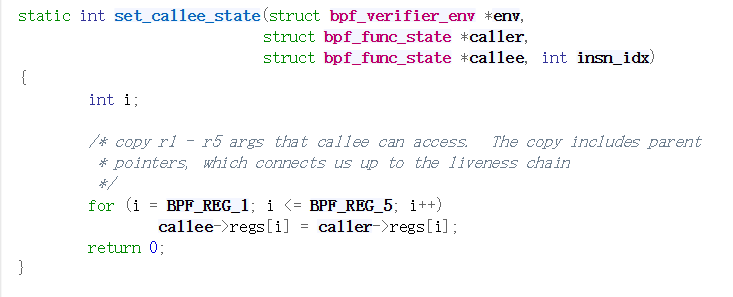 static int set_callee_state(struct bpf_verifier_env *env,
struct bpf_func_state *caller,
struct bpf_func_state *callee, int insn_idx)
{
int i;
/* copy r1 - r5 args that callee can access.  The copy includes parent
* pointers, which connects us up to the liveness chain
*/
for (i = BPF_REG_1; i <= BPF_REG_5; i++)
callee->regs[i] = caller->regs[i];
return 0;
}